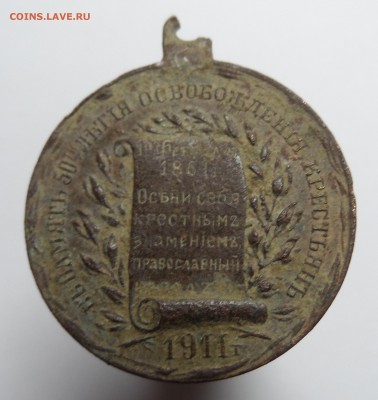 COINS.LAVE.RU
ВЪ ПАМЯТЬ 50 ЛѢТІЯ ОСВОБОЖДЕНІЯ КРЕСТЬЯНЪ
1861 г
Осѣни себя
крестнымъ
знаменіемъ
православный
1911 г